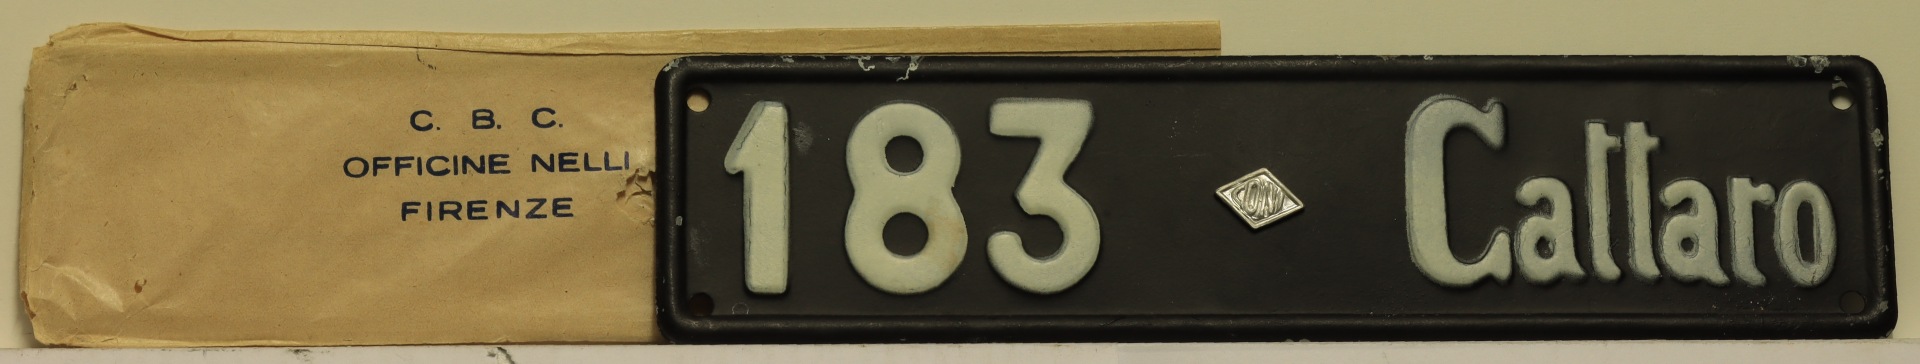 C. B. C.
OFFICINE NELLI
FIRENZE
183 Cattaro